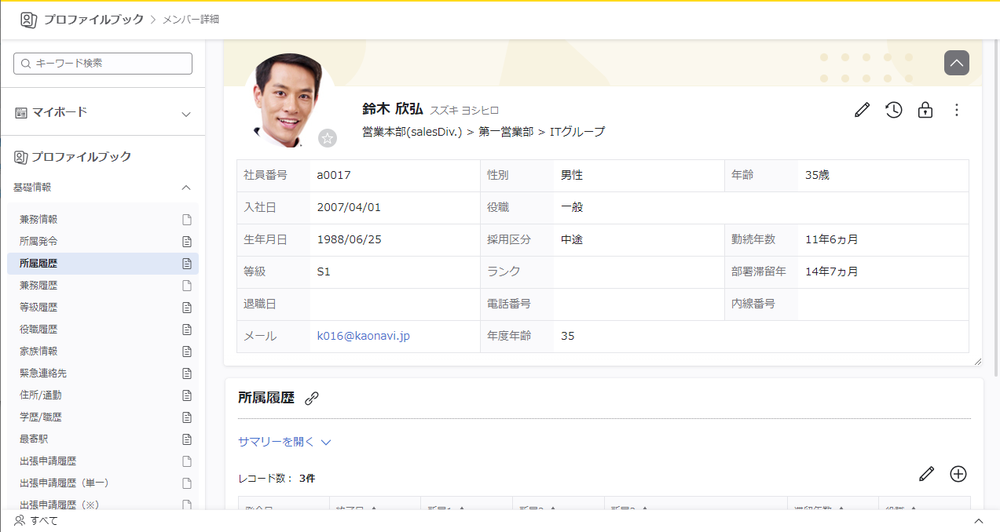 プロファイルブック > メンバー詳細
キーワード検索
マイボード
プロファイルブック
基礎情報
兼務情報
所属発令
所属履歴
兼務履歴
等級履歴
役職履歴
家族情報
緊急連絡先
住所/通勤
学歴/職歴
最寄駅
出張申請履歴
出張申請履歴（単一）
出張申請履歴（※）
すべて
鈴木 欣弘 スズキ ヨシヒロ
営業本部(salesDiv.) > 第一営業部 > ITグループ
社員番号 a0017 性別 男性 年齢 35歳
入社日 2007/04/01 役職 一般
生年月日 1988/06/25 採用区分 中途 勤続年数 11年6ヵ月
等級 S1 ランク 部署滞留年 14年7ヵ月
退職日 電話番号 内線番号
メール k016@kaonavi.jp 年度年齢 35
所属履歴
サマリーを開く
レコード数： 3件